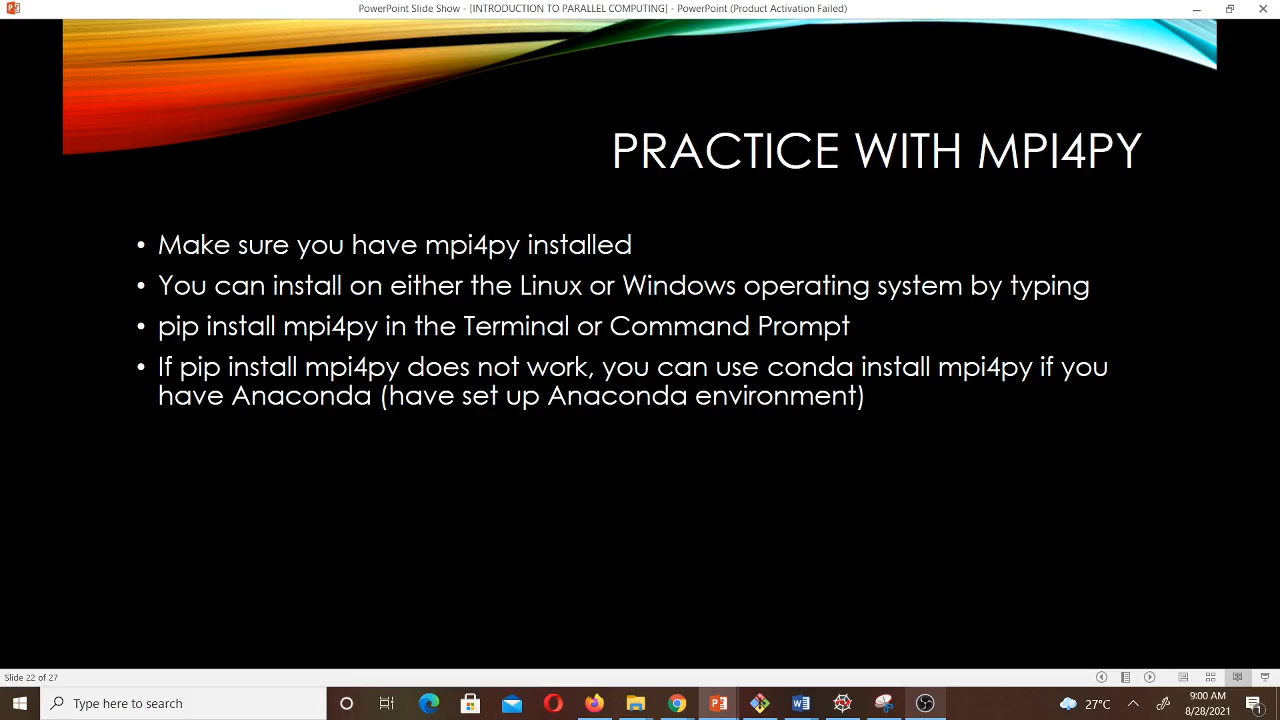 PowerPoint Slide Show - [INTRODUCTION TO PARALLEL COMPUTING] - PowerPoint (Product Activation Failed)
PRACTICE WITH MPI4PY
• Make sure you have mpi4py installed
• You can install on either the Linux or Windows operating system by typing
• pip install mpi4py in the Terminal or Command Prompt
• If pip install mpi4py does not work, you can use conda install mpi4py if you
have Anaconda (have set up Anaconda environment)
Slide 22 of 27
Type here to search
27°C
9:00 AM
8/28/2021